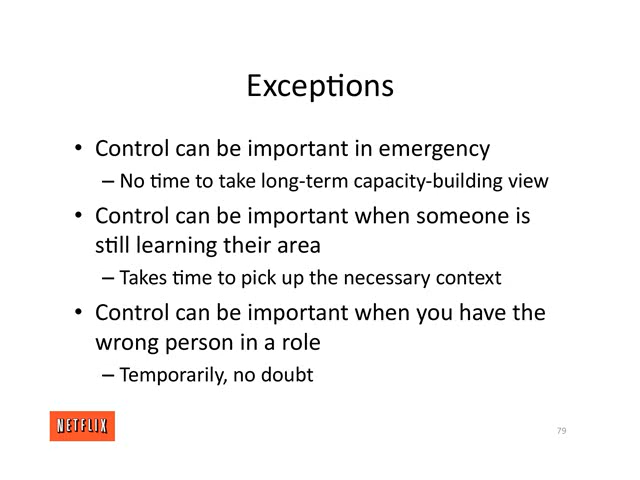 Exceptions
• Control can be important in emergency
– No time to take long-term capacity-building view
• Control can be important when someone is
still learning their area
– Takes time to pick up the necessary context
• Control can be important when you have the
wrong person in a role
– Temporarily, no doubt
NETFLIX
79